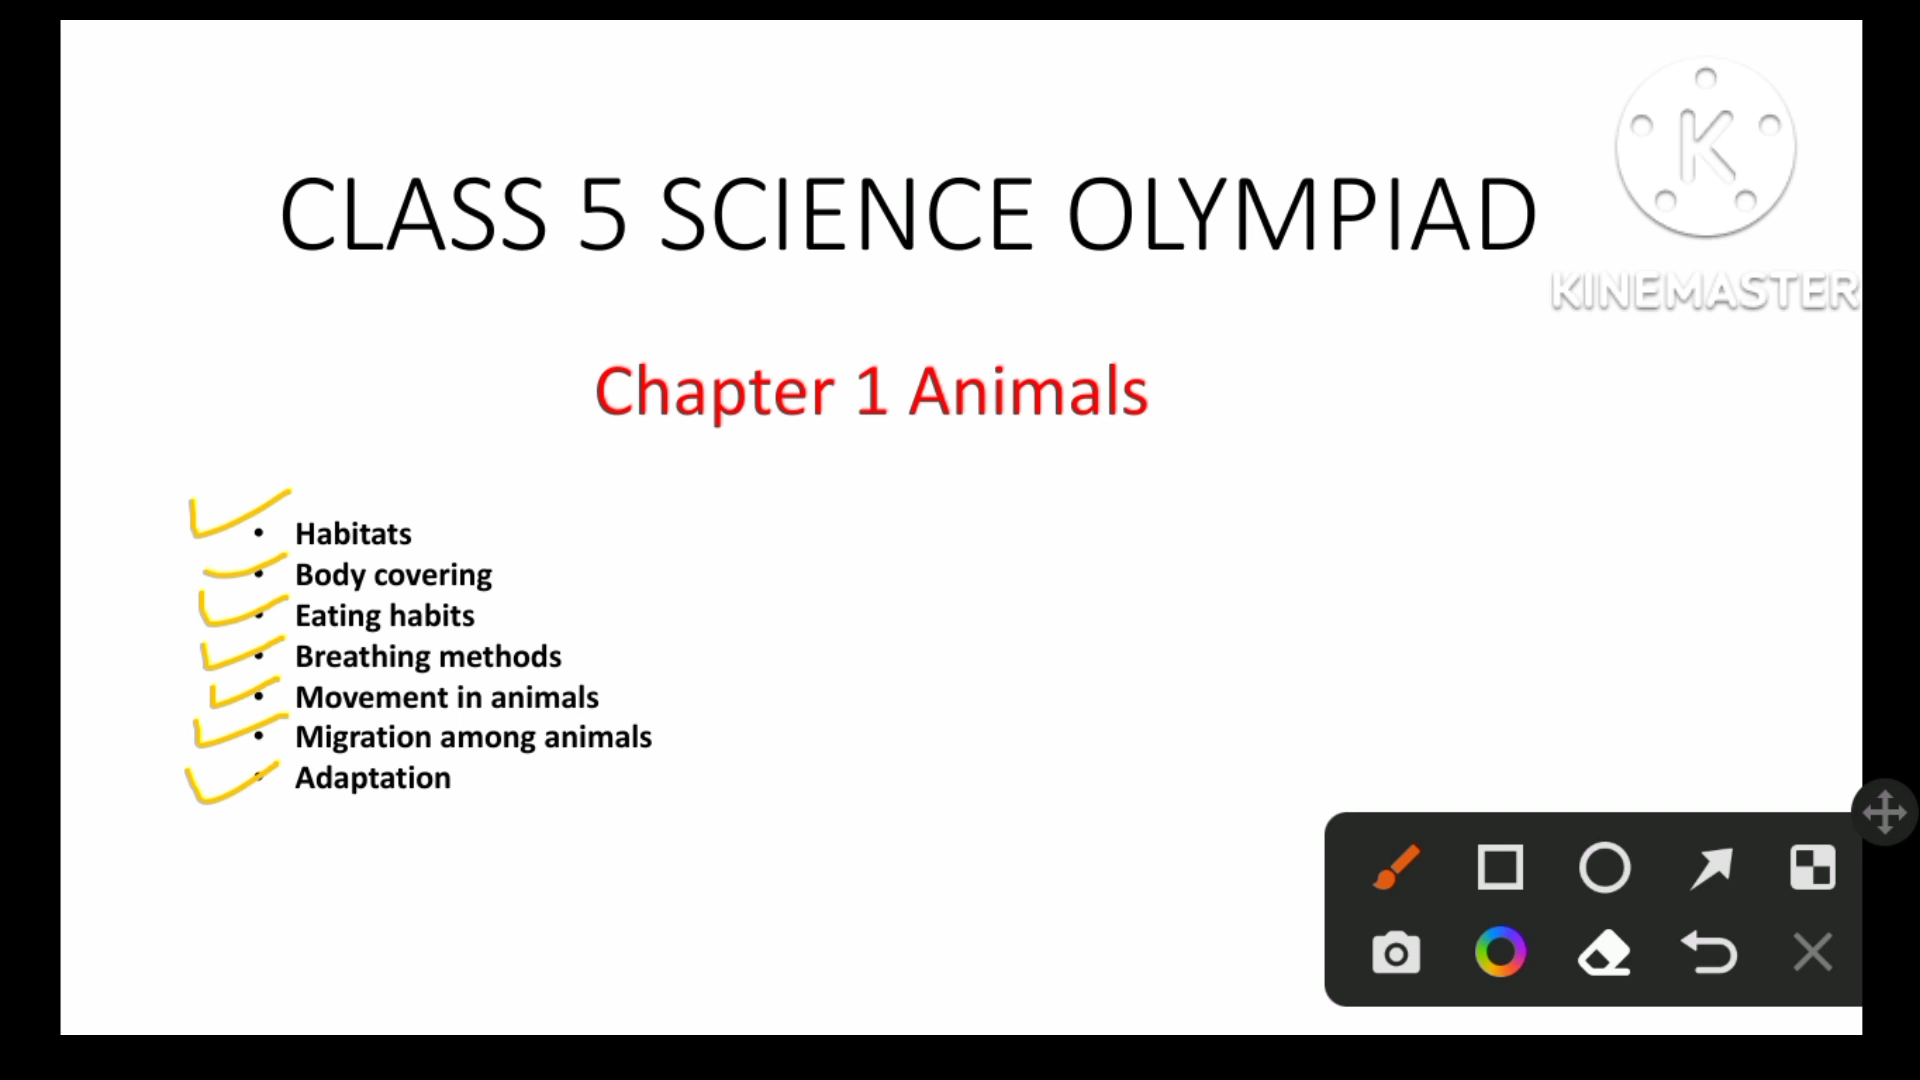 CLASS 5 SCIENCE OLYMPIAD
K
KINEMASTER
Chapter 1 Animals
• Habitats
• Body covering
• Eating habits
• Breathing methods
• Movement in animals
• Migration among animals
• Adaptation